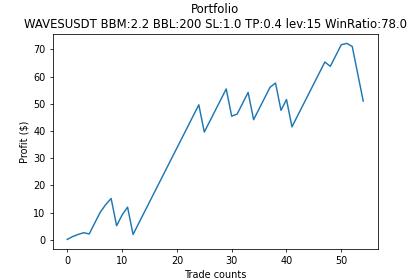 Portfolio
WAVESUSDT BBM:2.2 BBL:200 SL:1.0 TP:0.4 lev:15 WinRatio:78.0
70
60
50
40
30
20
10
0
Profit ($)
0 10 20 30 40 50
Trade counts